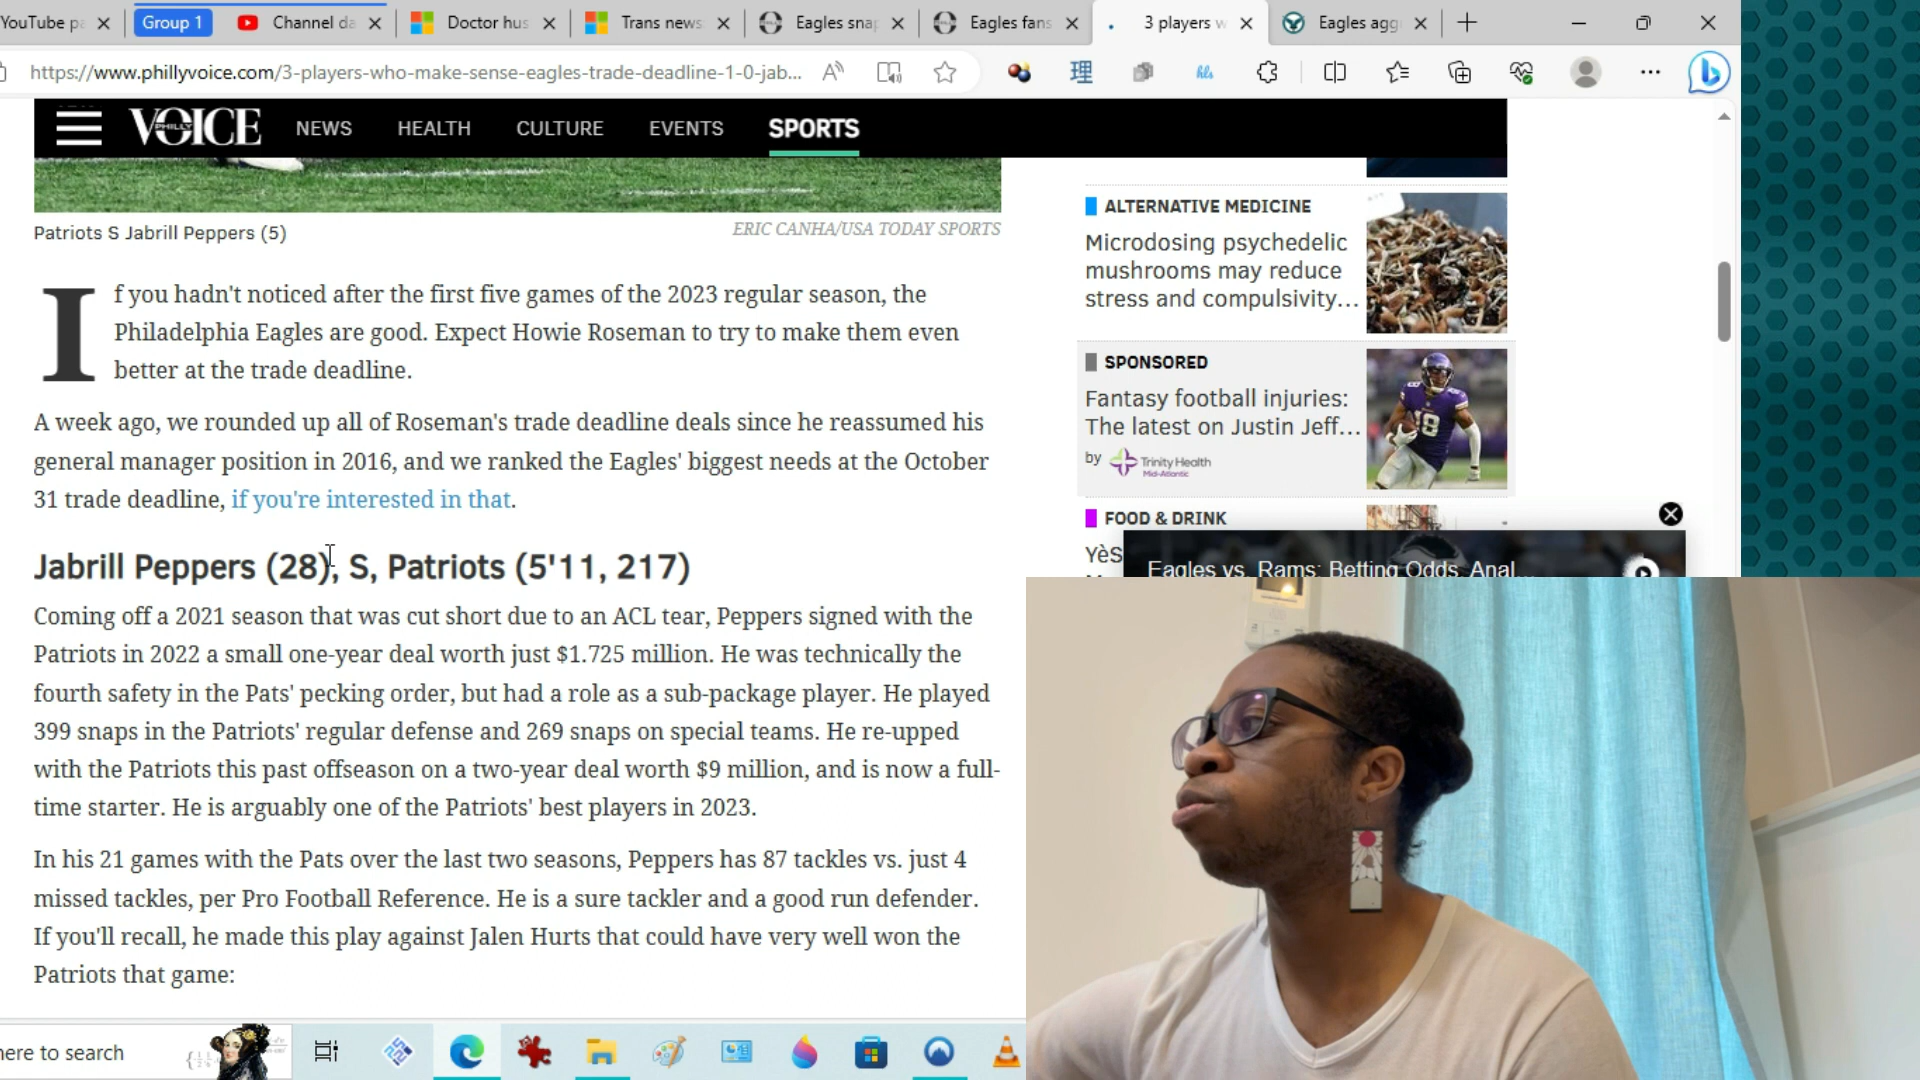 YouTube pa
Group 1
Channel da
Doctor hus
Trans news
Eagles snap
Eagles fans
3 players w
Eagles agg
https://www.phillyvoice.com/3-players-who-make-sense-eagles-trade-deadline-1-0-jab...
理
hls
PHILLY VOICE
NEWS
HEALTH
CULTURE
EVENTS
SPORTS
Patriots S Jabrill Peppers (5)
ERIC CANHA/USA TODAY SPORTS
If you hadn't noticed after the first five games of the 2023 regular season, the
Philadelphia Eagles are good. Expect Howie Roseman to try to make them even
better at the trade deadline.
A week ago, we rounded up all of Roseman's trade deadline deals since he reassumed his
general manager position in 2016, and we ranked the Eagles' biggest needs at the October
31 trade deadline, if you're interested in that.
Jabrill Peppers (28), S, Patriots (5'11, 217)
Coming off a 2021 season that was cut short due to an ACL tear, Peppers signed with the
Patriots in 2022 a small one-year deal worth just $1.725 million. He was technically the
fourth safety in the Pats' pecking order, but had a role as a sub-package player. He played
399 snaps in the Patriots' regular defense and 269 snaps on special teams. He re-upped
with the Patriots this past offseason on a two-year deal worth $9 million, and is now a full-
time starter. He is arguably one of the Patriots' best players in 2023.
In his 21 games with the Pats over the last two seasons, Peppers has 87 tackles vs. just 4
missed tackles, per Pro Football Reference. He is a sure tackler and a good run defender.
If you'll recall, he made this play against Jalen Hurts that could have very well won the
Patriots that game:
ALTERNATIVE MEDICINE
Microdosing psychedelic
mushrooms may reduce
stress and compulsivity...
SPONSORED
Fantasy football injuries:
The latest on Justin Jeff...
by Trinity Health
Mid-Atlantic
18
FOOD & DRINK
YèS
Eagles vs. Rams: Betting Odds, Anal...
here to search